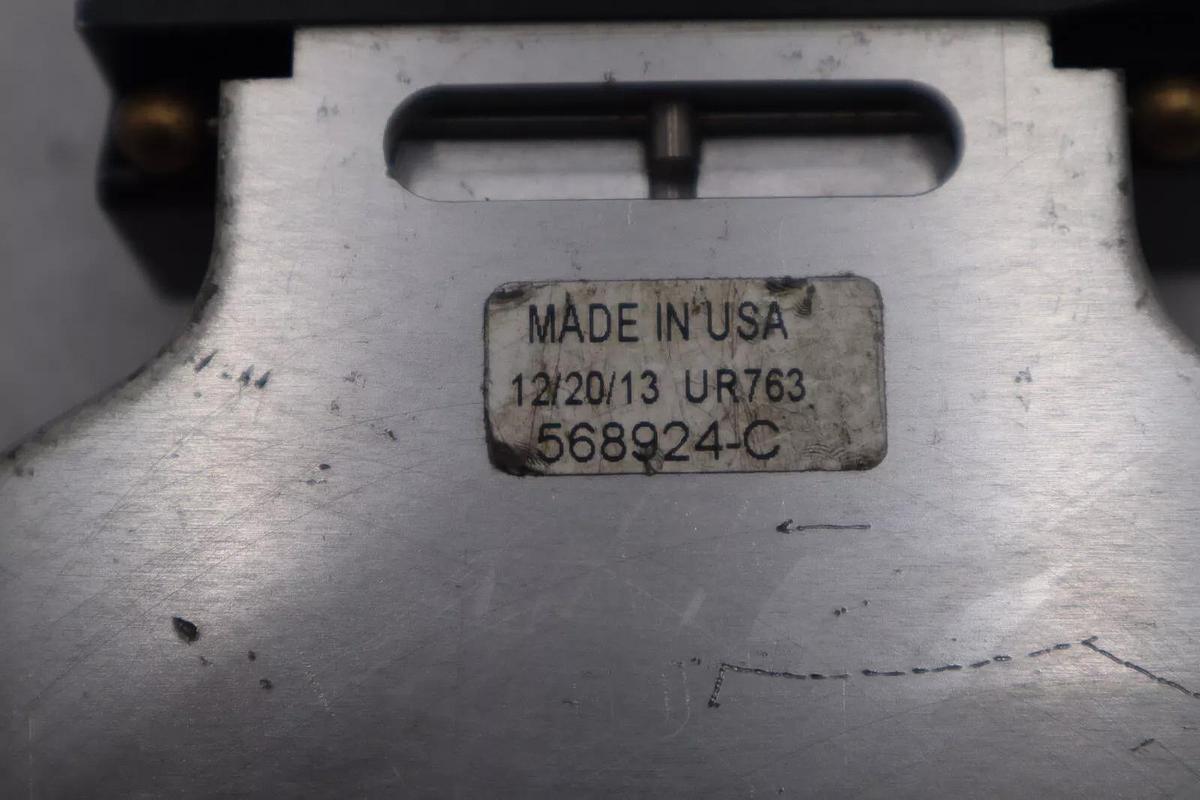 MADE IN USA
12/20/13 UR763
568924-C